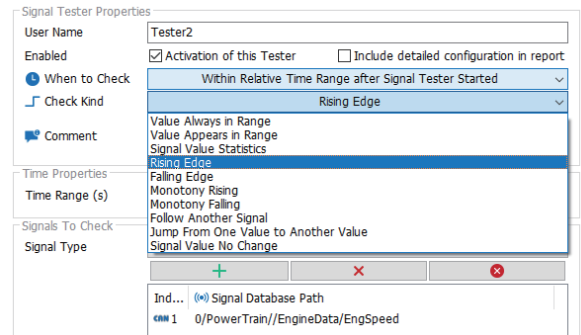 Signal Tester Properties
User Name Tester2
Enabled Activation of this Tester Include detailed configuration in report
When to Check Within Relative Time Range after Signal Tester Started
Check Kind Rising Edge
Value Always in Range
Value Appears in Range
Comment
Signal Value Statistics
Rising Edge
Falling Edge
Time Properties
Monotony Rising
Time Range (s)
Monotony Falling
Follow Another Signal
Signals To Check
Jump From One Value to Another Value
Signal Type
Signal Value No Change
Ind... Signal Database Path
CAN 1 0/PowerTrain//EngineData/EngSpeed